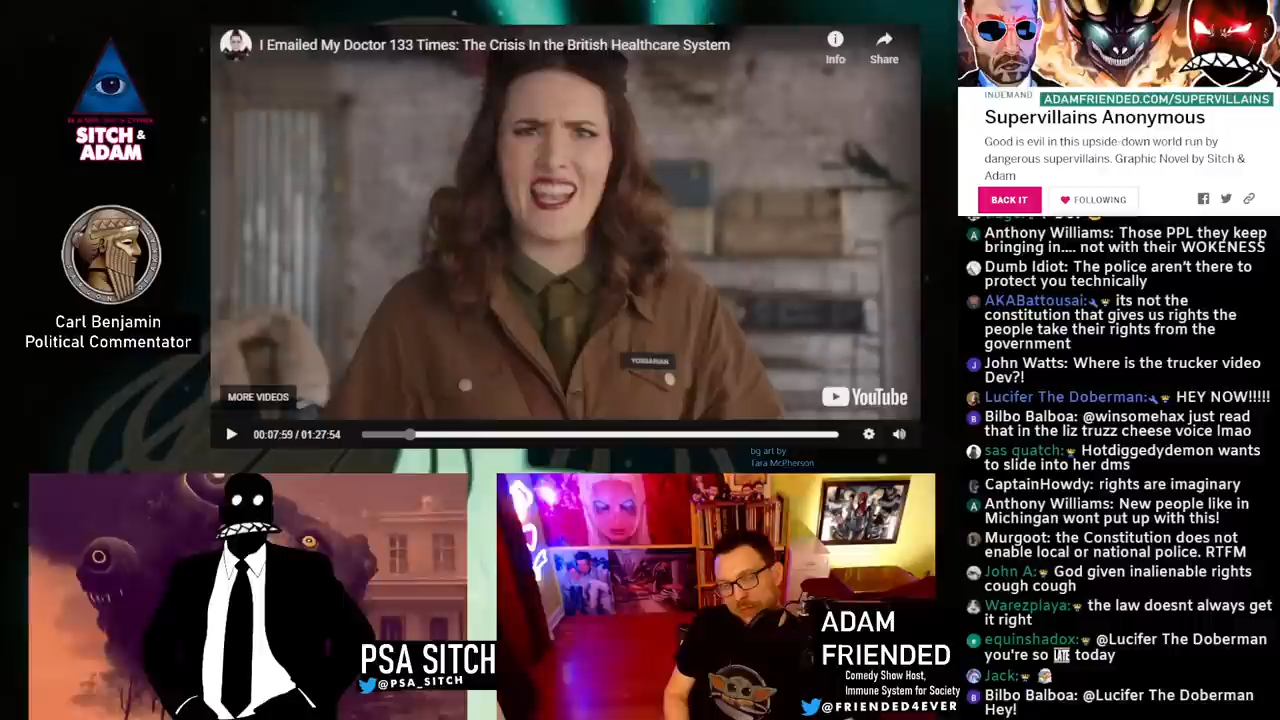 I Emailed My Doctor 133 Times: The Crisis In the British Healthcare System
Info
Share
SITCH &
ADAM
Carl Benjamin
Political Commentator
YOSSARIAN
MORE VIDEOS
YouTube
00:07:59 / 01:27:54
bg art by
Tara McPherson
PSA SITCH
@PSA_SITCH
ADAM
FRIENDED
Comedy Show Host,
Immune System for Society
@FRIENDED4EVER
INDEMAND
ADAMFRIENDED.COM/SUPERVILLAINS
Supervillains Anonymous
Good is evil in this upside-down world run by
dangerous supervillains. Graphic Novel by Sitch &
Adam
BACK IT
FOLLOWING
Anthony Williams: Those PPL they keep
bringing in.... not with their WOKENESS
Dumb Idiot: The police aren't there to
protect you technically
AKABattousai: its not the
constitution that gives us rights the
people take their rights from the
government
John Watts: Where is the trucker video
Dev?!
Lucifer The Doberman: HEY NOW!!!!!
Bilbo Balboa: @winsomehax just read
that in the liz truzz cheese voice lmao
sas quatch: Hotdiggedydemon wants
to slide into her dms
CaptainHowdy: rights are imaginary
Anthony Williams: New people like in
Michingan wont put up with this!
Murgoot: the Constitution does not
enable local or national police. RTFM
John A: God given inalienable rights
cough cough
Warezplaya: the law doesnt always get
it right
equinshadox: @Lucifer The Doberman
you're so LATE today
Jack:
Bilbo Balboa: @Lucifer The Doberman
Hey!